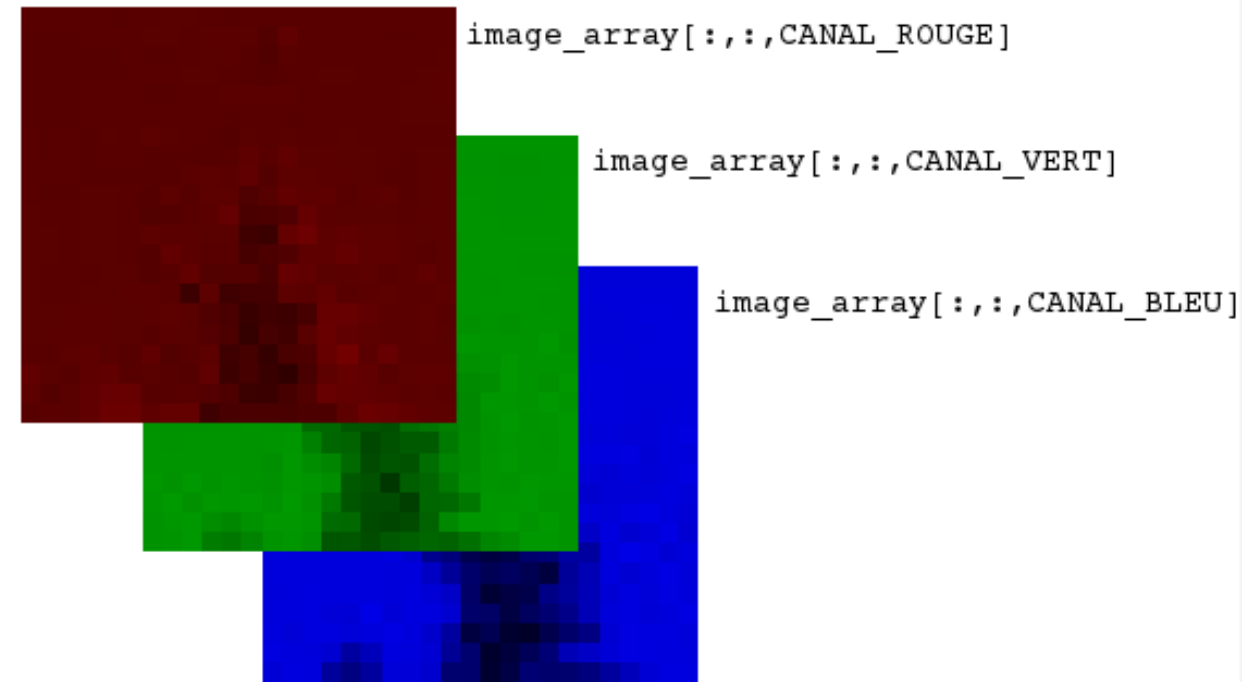 image_array[:,:,CANAL_ROUGE]
image_array[:,:,CANAL_VERT]
image_array[:,:,CANAL_BLEU]